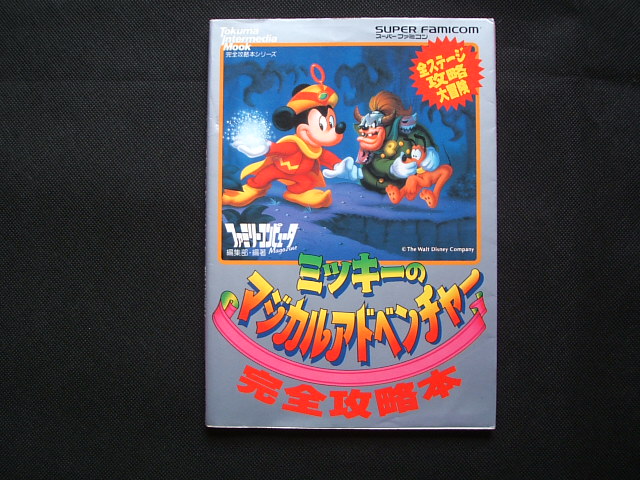 Tokuma
Intermedia
Mook
完全攻略本シリーズ
SUPER FAMICOM
スーパーファミコン
全ステージ
攻略
大冒険
ファミリーコンピュータ
Magazine
編集部・編著
© The Walt Disney Company
ミッキーの
マジカルアドベンチャー
完全攻略本